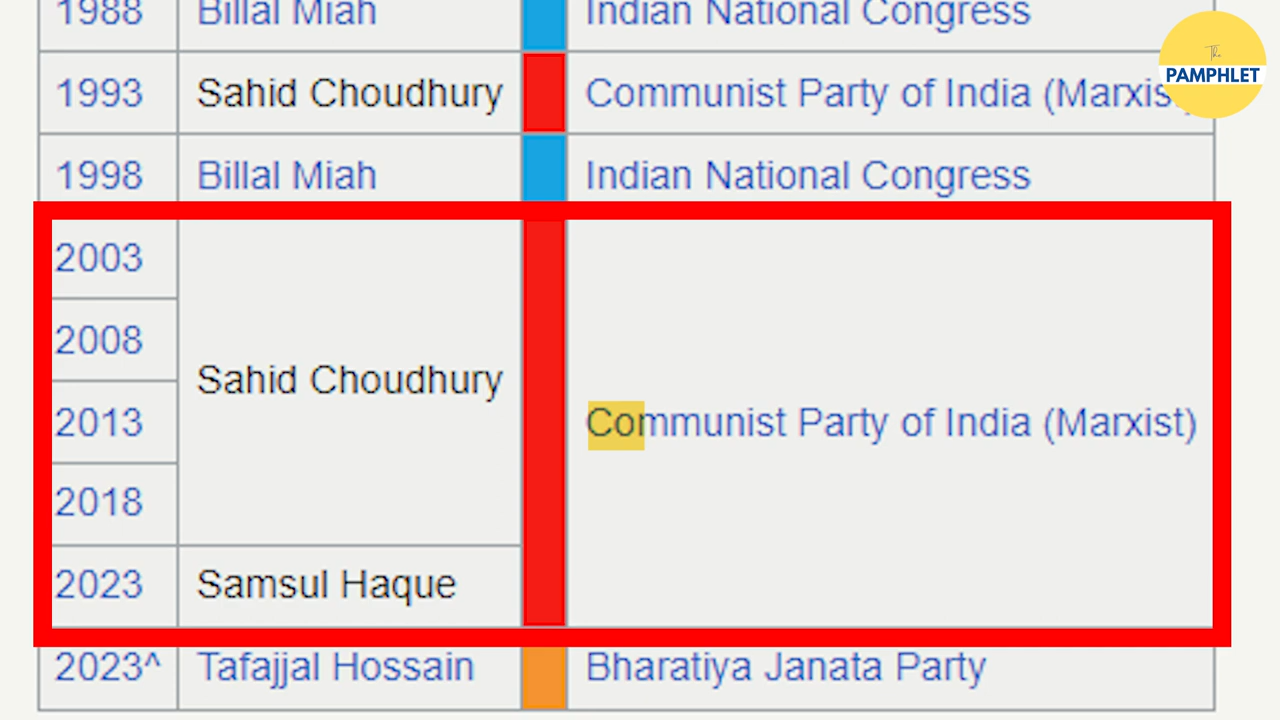 1988 Billal Miah Indian National Congress
The
PAMPHLET
1993 Sahid Choudhury Communist Party of India (Marxis
1998 Billal Miah Indian National Congress
2003
2008
Sahid Choudhury
2013 Communist Party of India (Marxist)
2018
2023 Samsul Haque
2023^ Tafajjal Hossain Bharatiya Janata Party